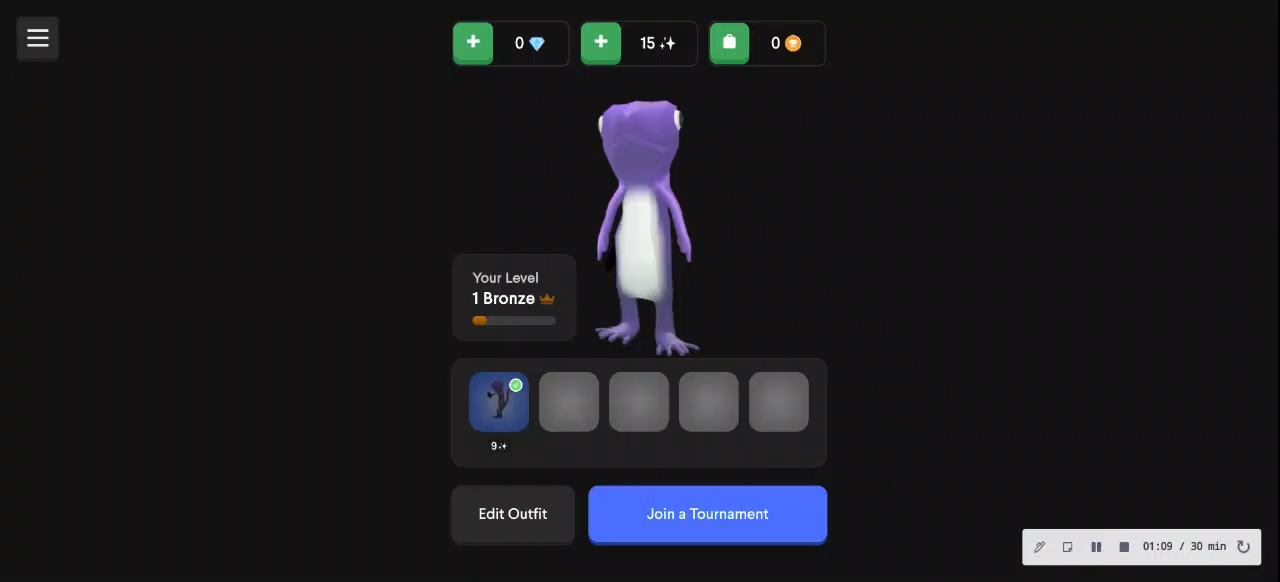 0
15
0
Your Level
1 Bronze
9
Edit Outfit
Join a Tournament
01:09 / 30 min